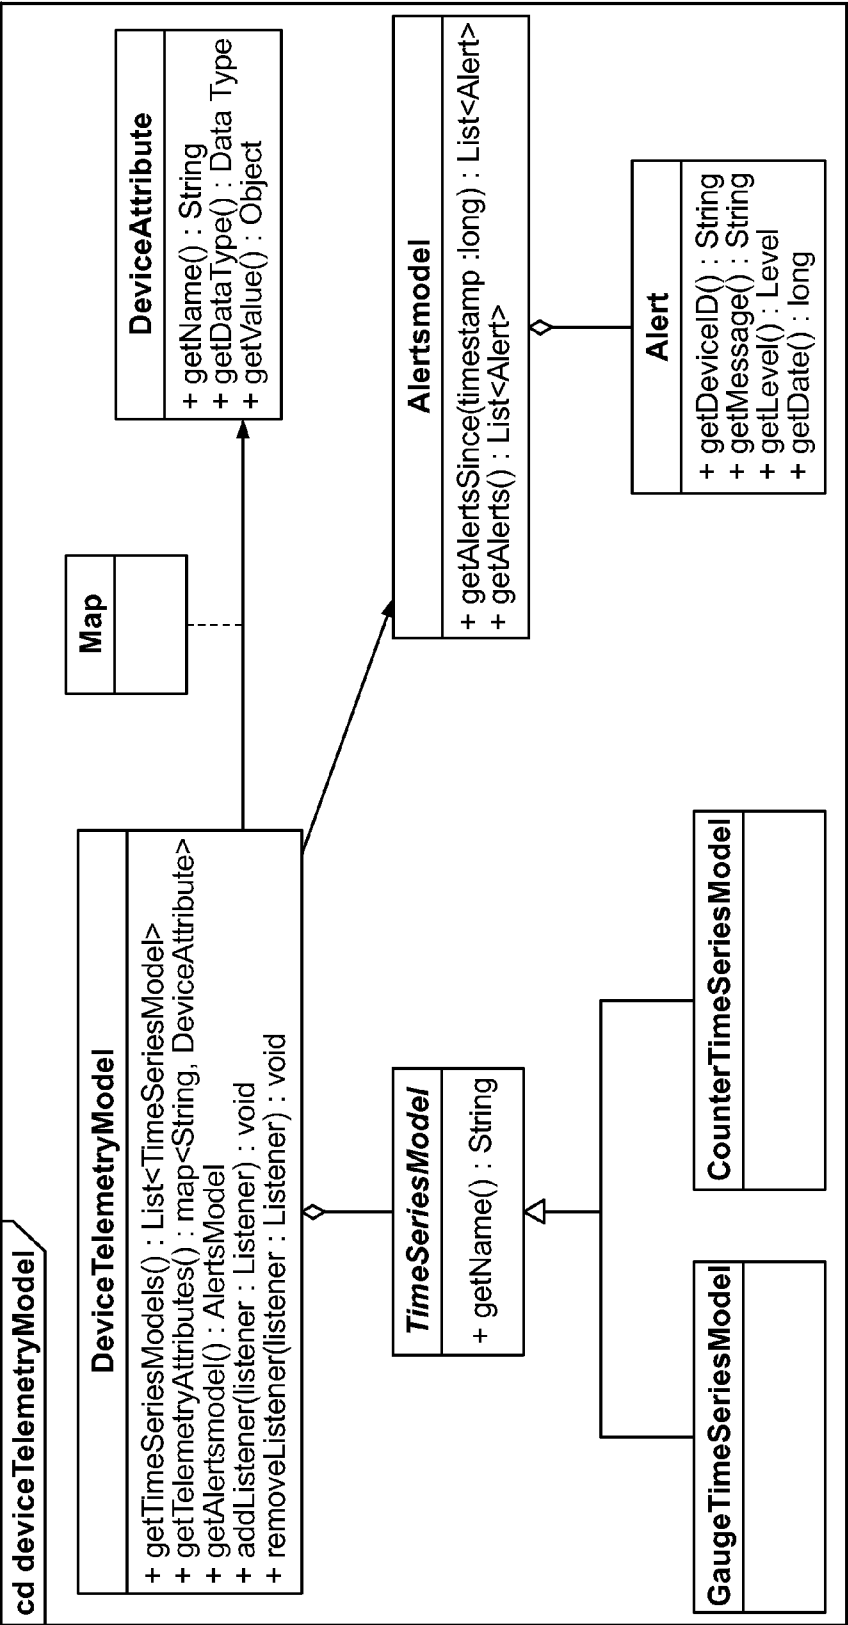 cd deviceTelemetryModel
DeviceTelemetryModel
+ getTimeSeriesModels() : List<TimeSeriesModel>
+ getTelemetryAttributes() : map<String, DeviceAttribute>
+ getAlertsmodel() : AlertsModel
+ addListener(listener : Listener) : void
+ removeListener(listener : Listener) : void
Map
DeviceAttribute
+ getName() : String
+ getDataType() : Data Type
+ getValue() : Object
TimeSeriesModel
+ getName() : String
Alertsmodel
+ getAlertsSince(timestamp :long) : List<Alert>
+ getAlerts() : List<Alert>
GaugeTimeSeriesModel
CounterTimeSeriesModel
Alert
+ getDeviceID() : String
+ getMessage() : String
+ getLevel() : Level
+ getDate() : long